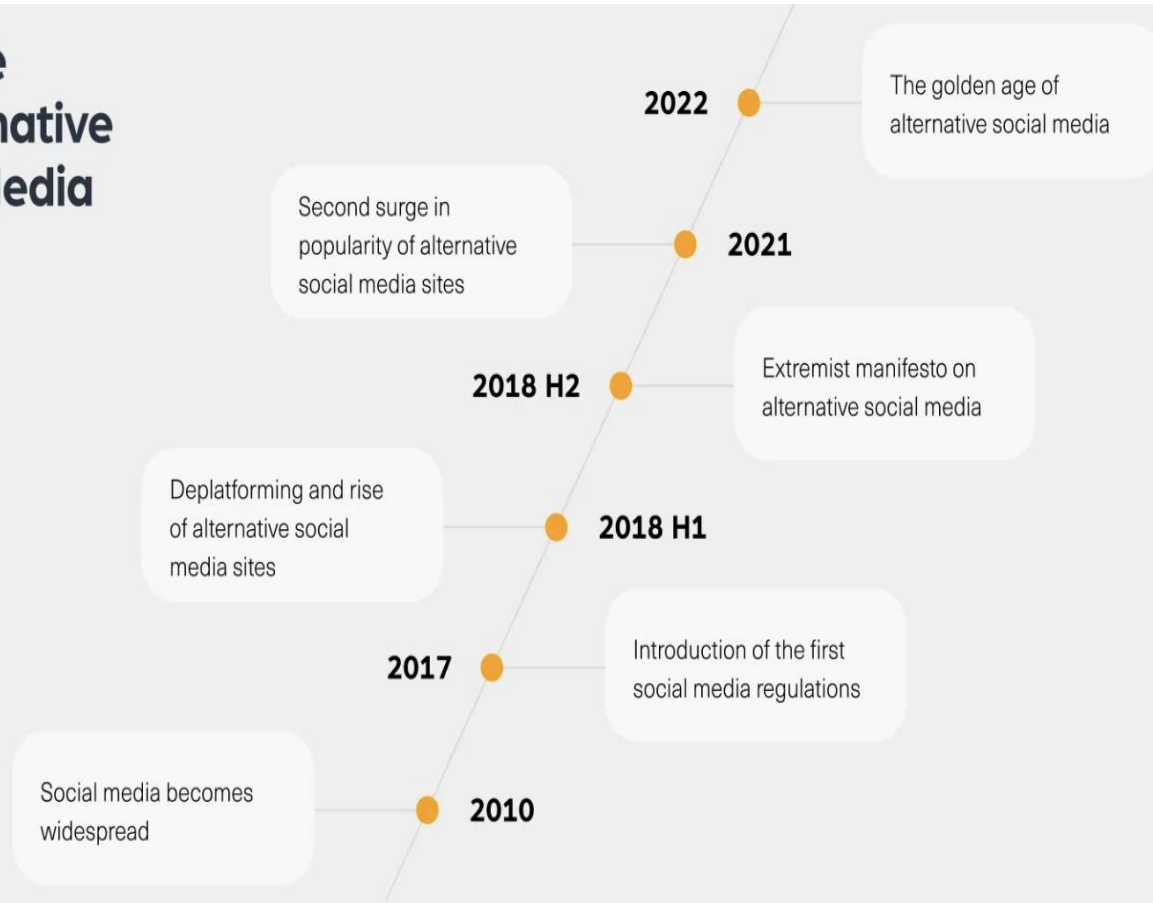 e
native
edia
2022
The golden age of
alternative social media
Second surge in
popularity of alternative
social media sites
2021
2018 H2
Extremist manifesto on
alternative social media
Deplatforming and rise
of alternative social
media sites
2018 H1
2017
Introduction of the first
social media regulations
Social media becomes
widespread
2010